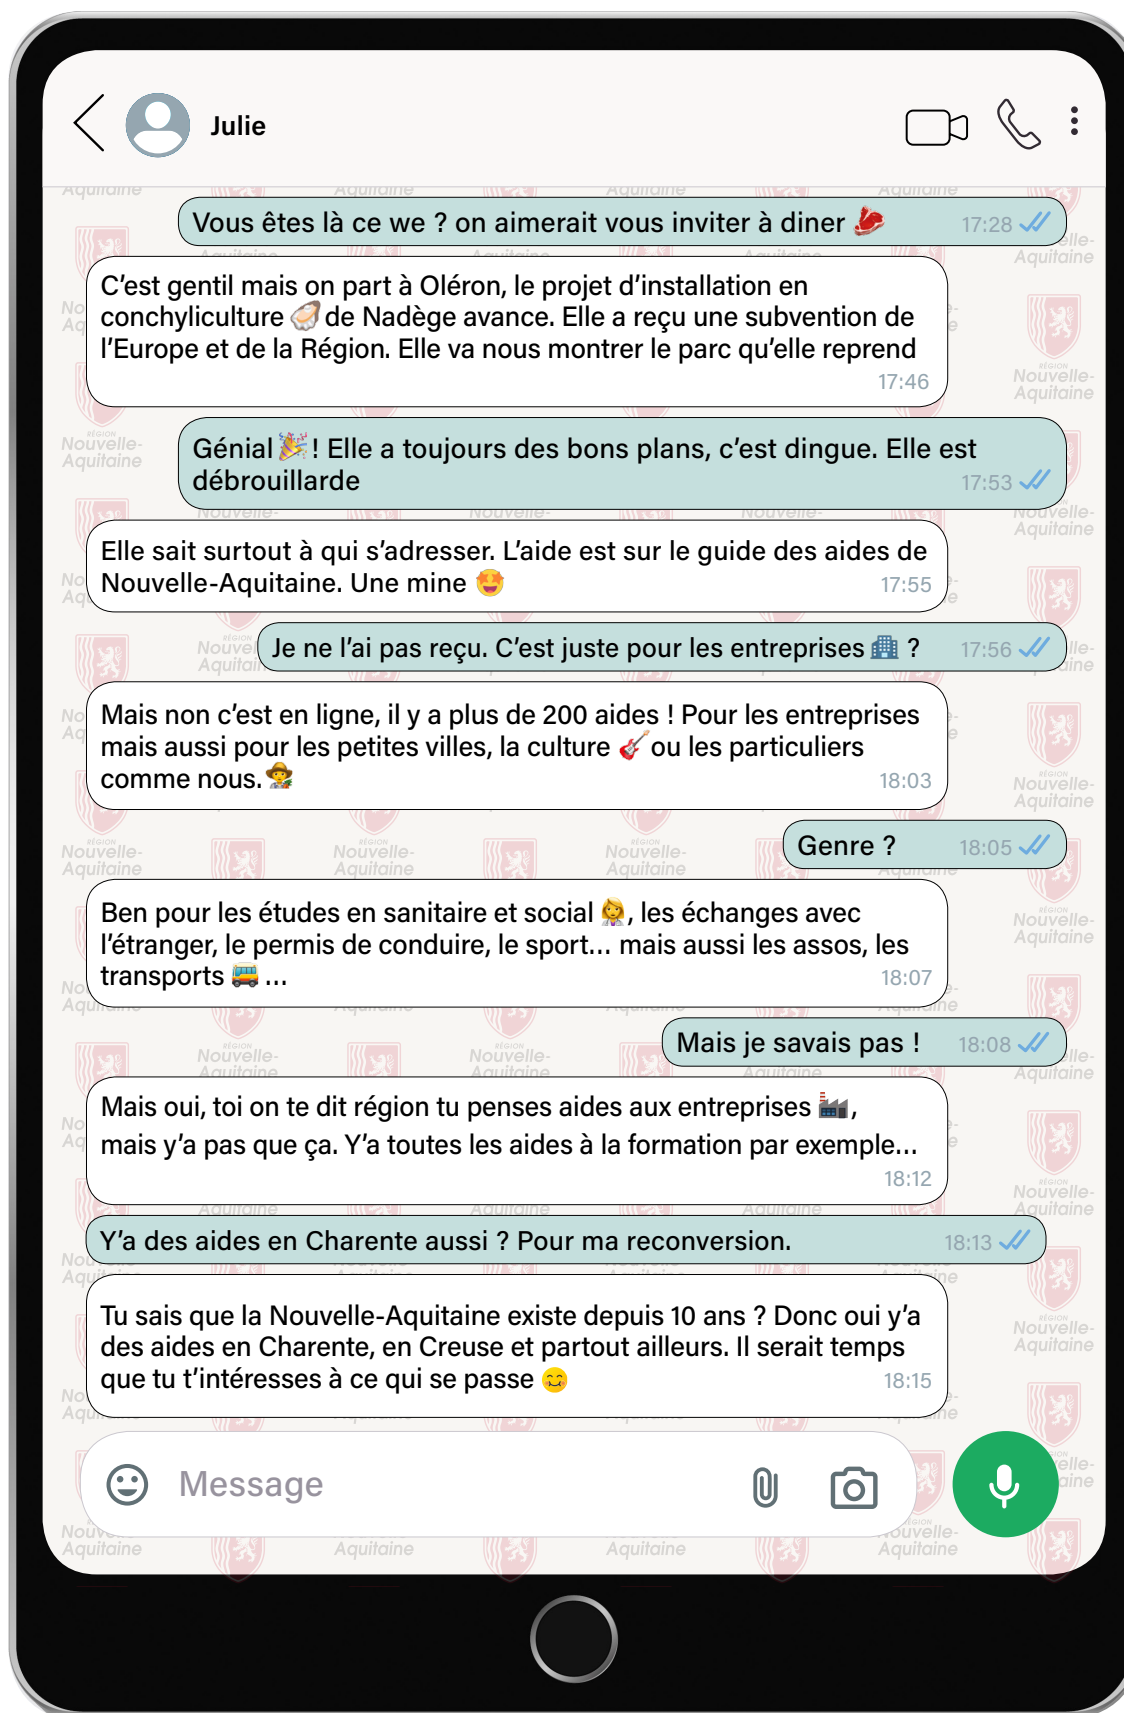 Julie
Vous êtes là ce we ? on aimerait vous inviter à diner 🥩 17:28
C’est gentil mais on part à Oléron, le projet d’installation en
conchyliculture 🦪 de Nadège avance. Elle a reçu une subvention de
l’Europe et de la Région. Elle va nous montrer le parc qu’elle reprend
17:46
Génial 🎉 ! Elle a toujours des bons plans, c’est dingue. Elle est
débrouillarde 17:53
Elle sait surtout à qui s’adresser. L’aide est sur le guide des aides de
Nouvelle-Aquitaine. Une mine 🤩 17:55
Je ne l’ai pas reçu. C’est juste pour les entreprises 🏢 ? 17:56
Mais non c’est en ligne, il y a plus de 200 aides ! Pour les entreprises
mais aussi pour les petites villes, la culture 🎸 ou les particuliers
comme nous. 🧑‍🌾 18:03
Genre ? 18:05
Ben pour les études en sanitaire et social 👩‍⚕️, les échanges avec
l’étranger, le permis de conduire, le sport... mais aussi les assos, les
transports 🚌 ... 18:07
Mais je savais pas ! 18:08
Mais oui, toi on te dit région tu penses aides aux entreprises 🏭,
mais y’a pas que ça. Y’a toutes les aides à la formation par exemple...
18:12
Y’a des aides en Charente aussi ? Pour ma reconversion. 18:13
Tu sais que la Nouvelle-Aquitaine existe depuis 10 ans ? Donc oui y’a
des aides en Charente, en Creuse et partout ailleurs. Il serait temps
que tu t’intéresses à ce qui se passe 😊 18:15
Message
RÉGION
Nouvelle-
Aquitaine